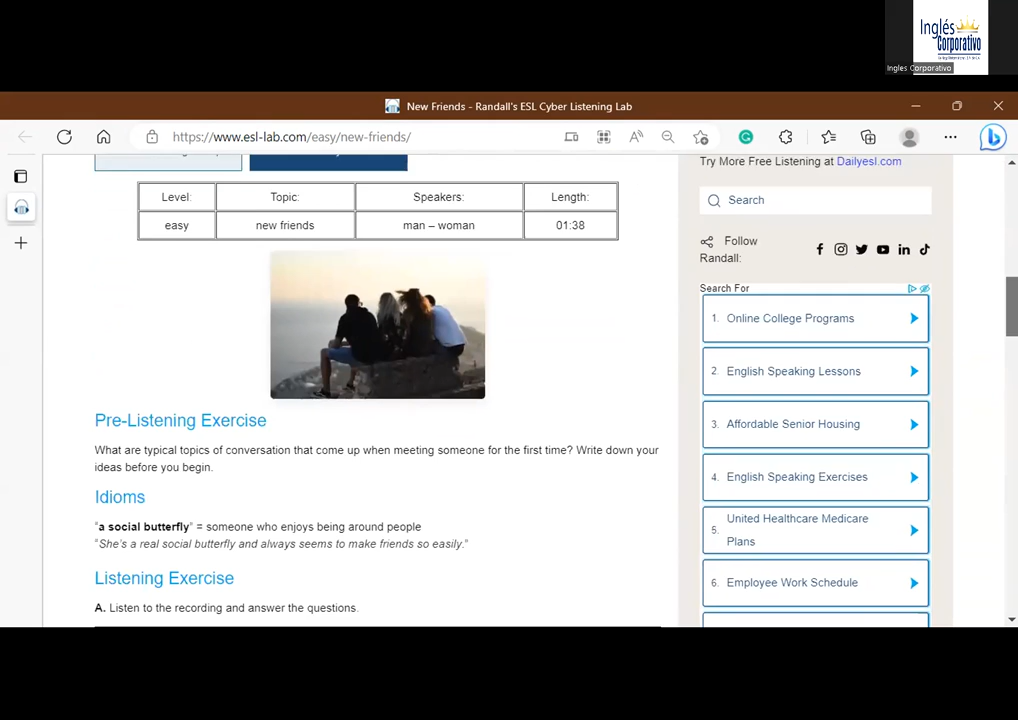 Inglés
Corporativo
Ingles Corporativo
New Friends - Randall's ESL Cyber Listening Lab
https://www.esl-lab.com/easy/new-friends/
Try More Free Listening at Dailyesl.com
Level: Topic: Speakers: Length:
easy new friends man – woman 01:38
Search
Follow
Randall:
Search For
1. Online College Programs
2. English Speaking Lessons
3. Affordable Senior Housing
4. English Speaking Exercises
5. United Healthcare Medicare
Plans
6. Employee Work Schedule
Pre-Listening Exercise
What are typical topics of conversation that come up when meeting someone for the first time? Write down your
ideas before you begin.
Idioms
"a social butterfly" = someone who enjoys being around people
"She's a real social butterfly and always seems to make friends so easily."
Listening Exercise
A. Listen to the recording and answer the questions.